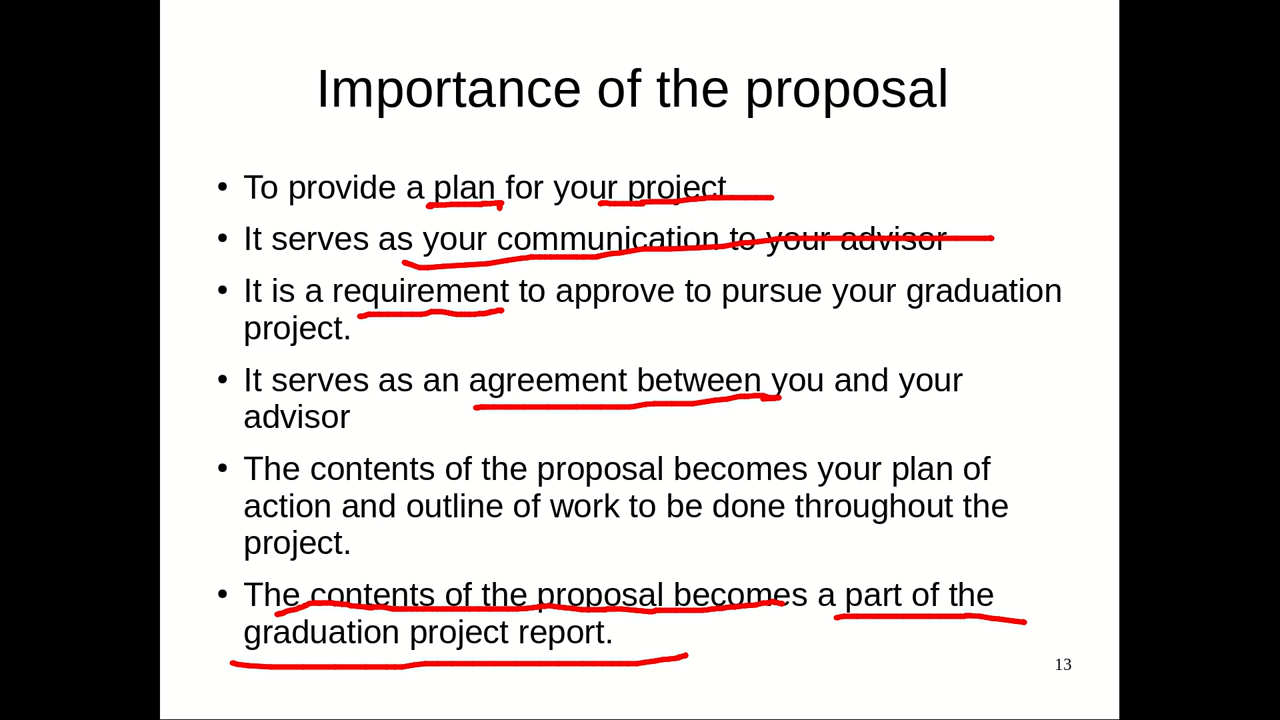 Importance of the proposal
• To provide a plan for your project
• It serves as your communication to your advisor
• It is a requirement to approve to pursue your graduation
project.
• It serves as an agreement between you and your
advisor
• The contents of the proposal becomes your plan of
action and outline of work to be done throughout the
project.
• The contents of the proposal becomes a part of the
graduation project report.
13